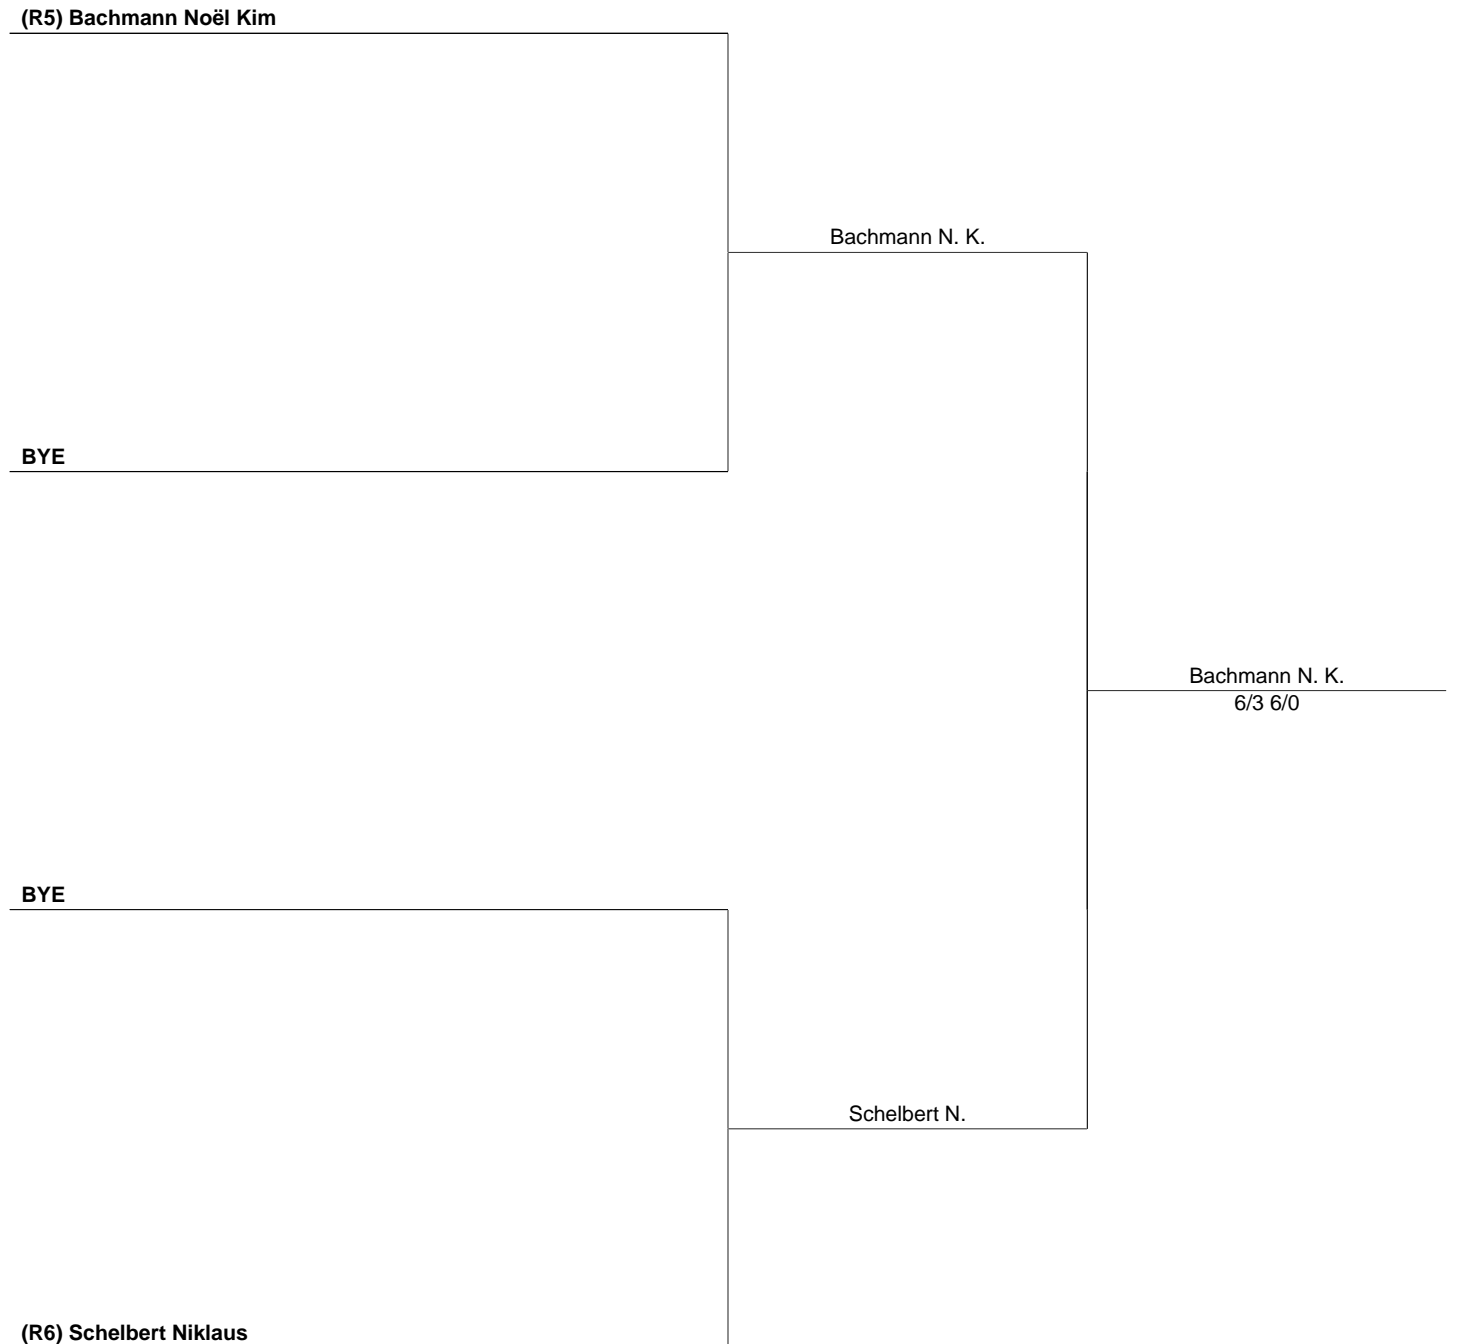 (R5) Bachmann Noël Kim
Bachmann N. K.
BYE
Bachmann N. K.
6/3 6/0
BYE
Schelbert N.
(R6) Schelbert Niklaus